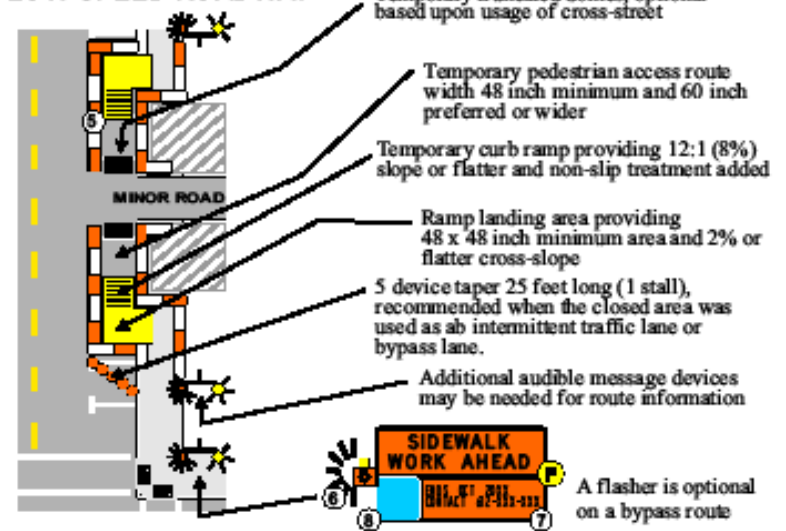 based upon usage of cross-street
Temporary pedestrian access route
width 48 inch minimum and 60 inch
preferred or wider
5
Temporary curb ramp providing 12:1 (8%)
slope or flatter and non-slip treatment added
MINOR ROAD
Ramp landing area providing
48 x 48 inch minimum area and 2% or
flatter cross-slope
5 device taper 25 feet long (1 stall),
recommended when the closed area was
used as ab intermittent traffic lane or
bypass lane.
Additional audible message devices
may be needed for route information
SIDEWALK
WORK AHEAD
P
CONTACT
A flasher is optional
on a bypass route
6
8
7